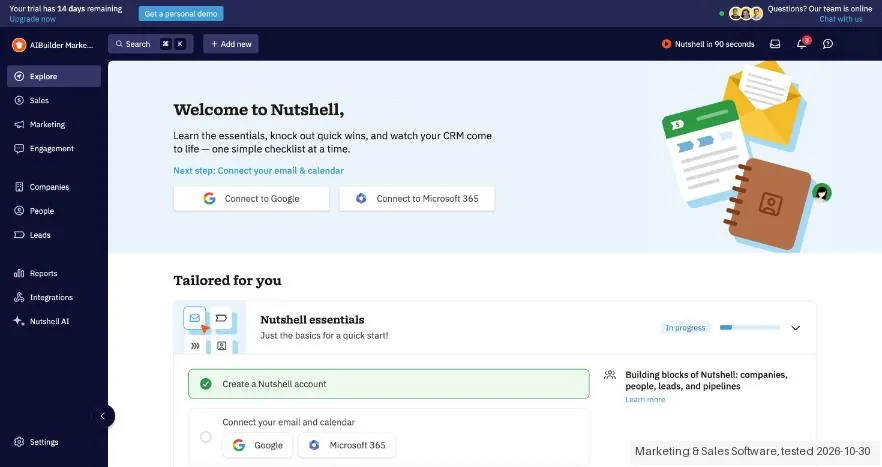 Your trial has 14 days remaining
Upgrade now
Get a personal demo
Questions? Our team is online
Chat with us
AIBuilder Marke...
Search
⌘ K
+ Add new
Nutshell in 90 seconds
3
Explore
Sales
Marketing
Engagement
Companies
People
Leads
Reports
Integrations
Nutshell AI
Settings
Welcome to Nutshell,
Learn the essentials, knock out quick wins, and watch your CRM come
to life — one simple checklist at a time.
Next step: Connect your email & calendar
Connect to Google
Connect to Microsoft 365
Tailored for you
Nutshell essentials
Just the basics for a quick start!
In progress
Create a Nutshell account
Connect your email and calendar
Google
Microsoft 365
Building blocks of Nutshell: companies,
people, leads, and pipelines
Learn more
Marketing & Sales Software, tested 2026-10-30